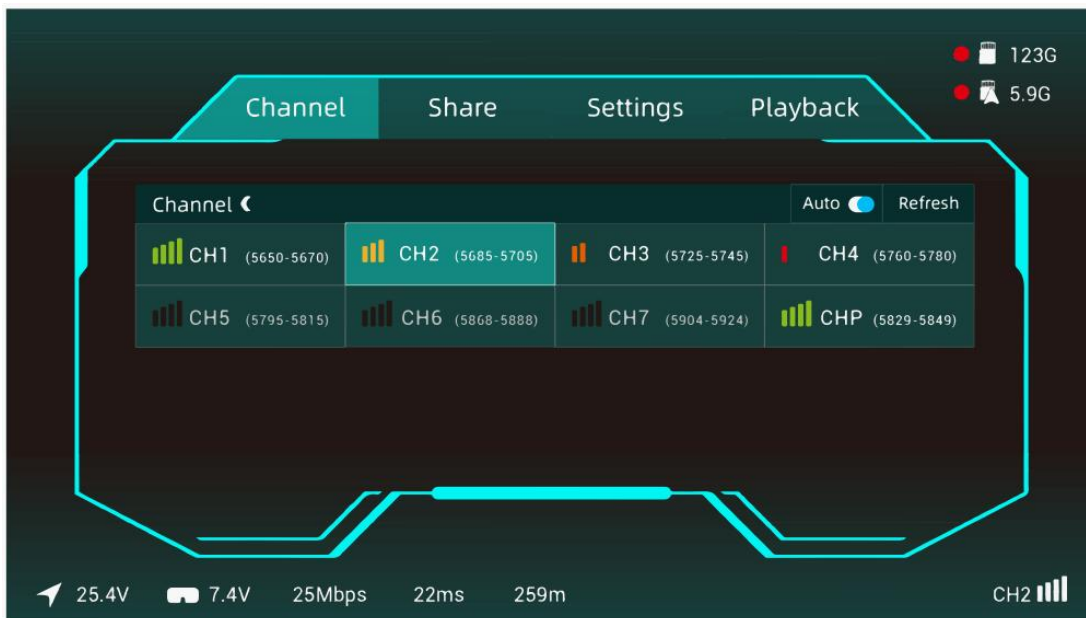 123G
5.9G
Channel Share Settings Playback
Channel Auto Refresh
CH1 (5650-5670) CH2 (5685-5705) CH3 (5725-5745) CH4 (5760-5780)
CH5 (5795-5815) CH6 (5868-5888) CH7 (5904-5924) CHP (5829-5849)
25.4V 7.4V 25Mbps 22ms 259m CH2